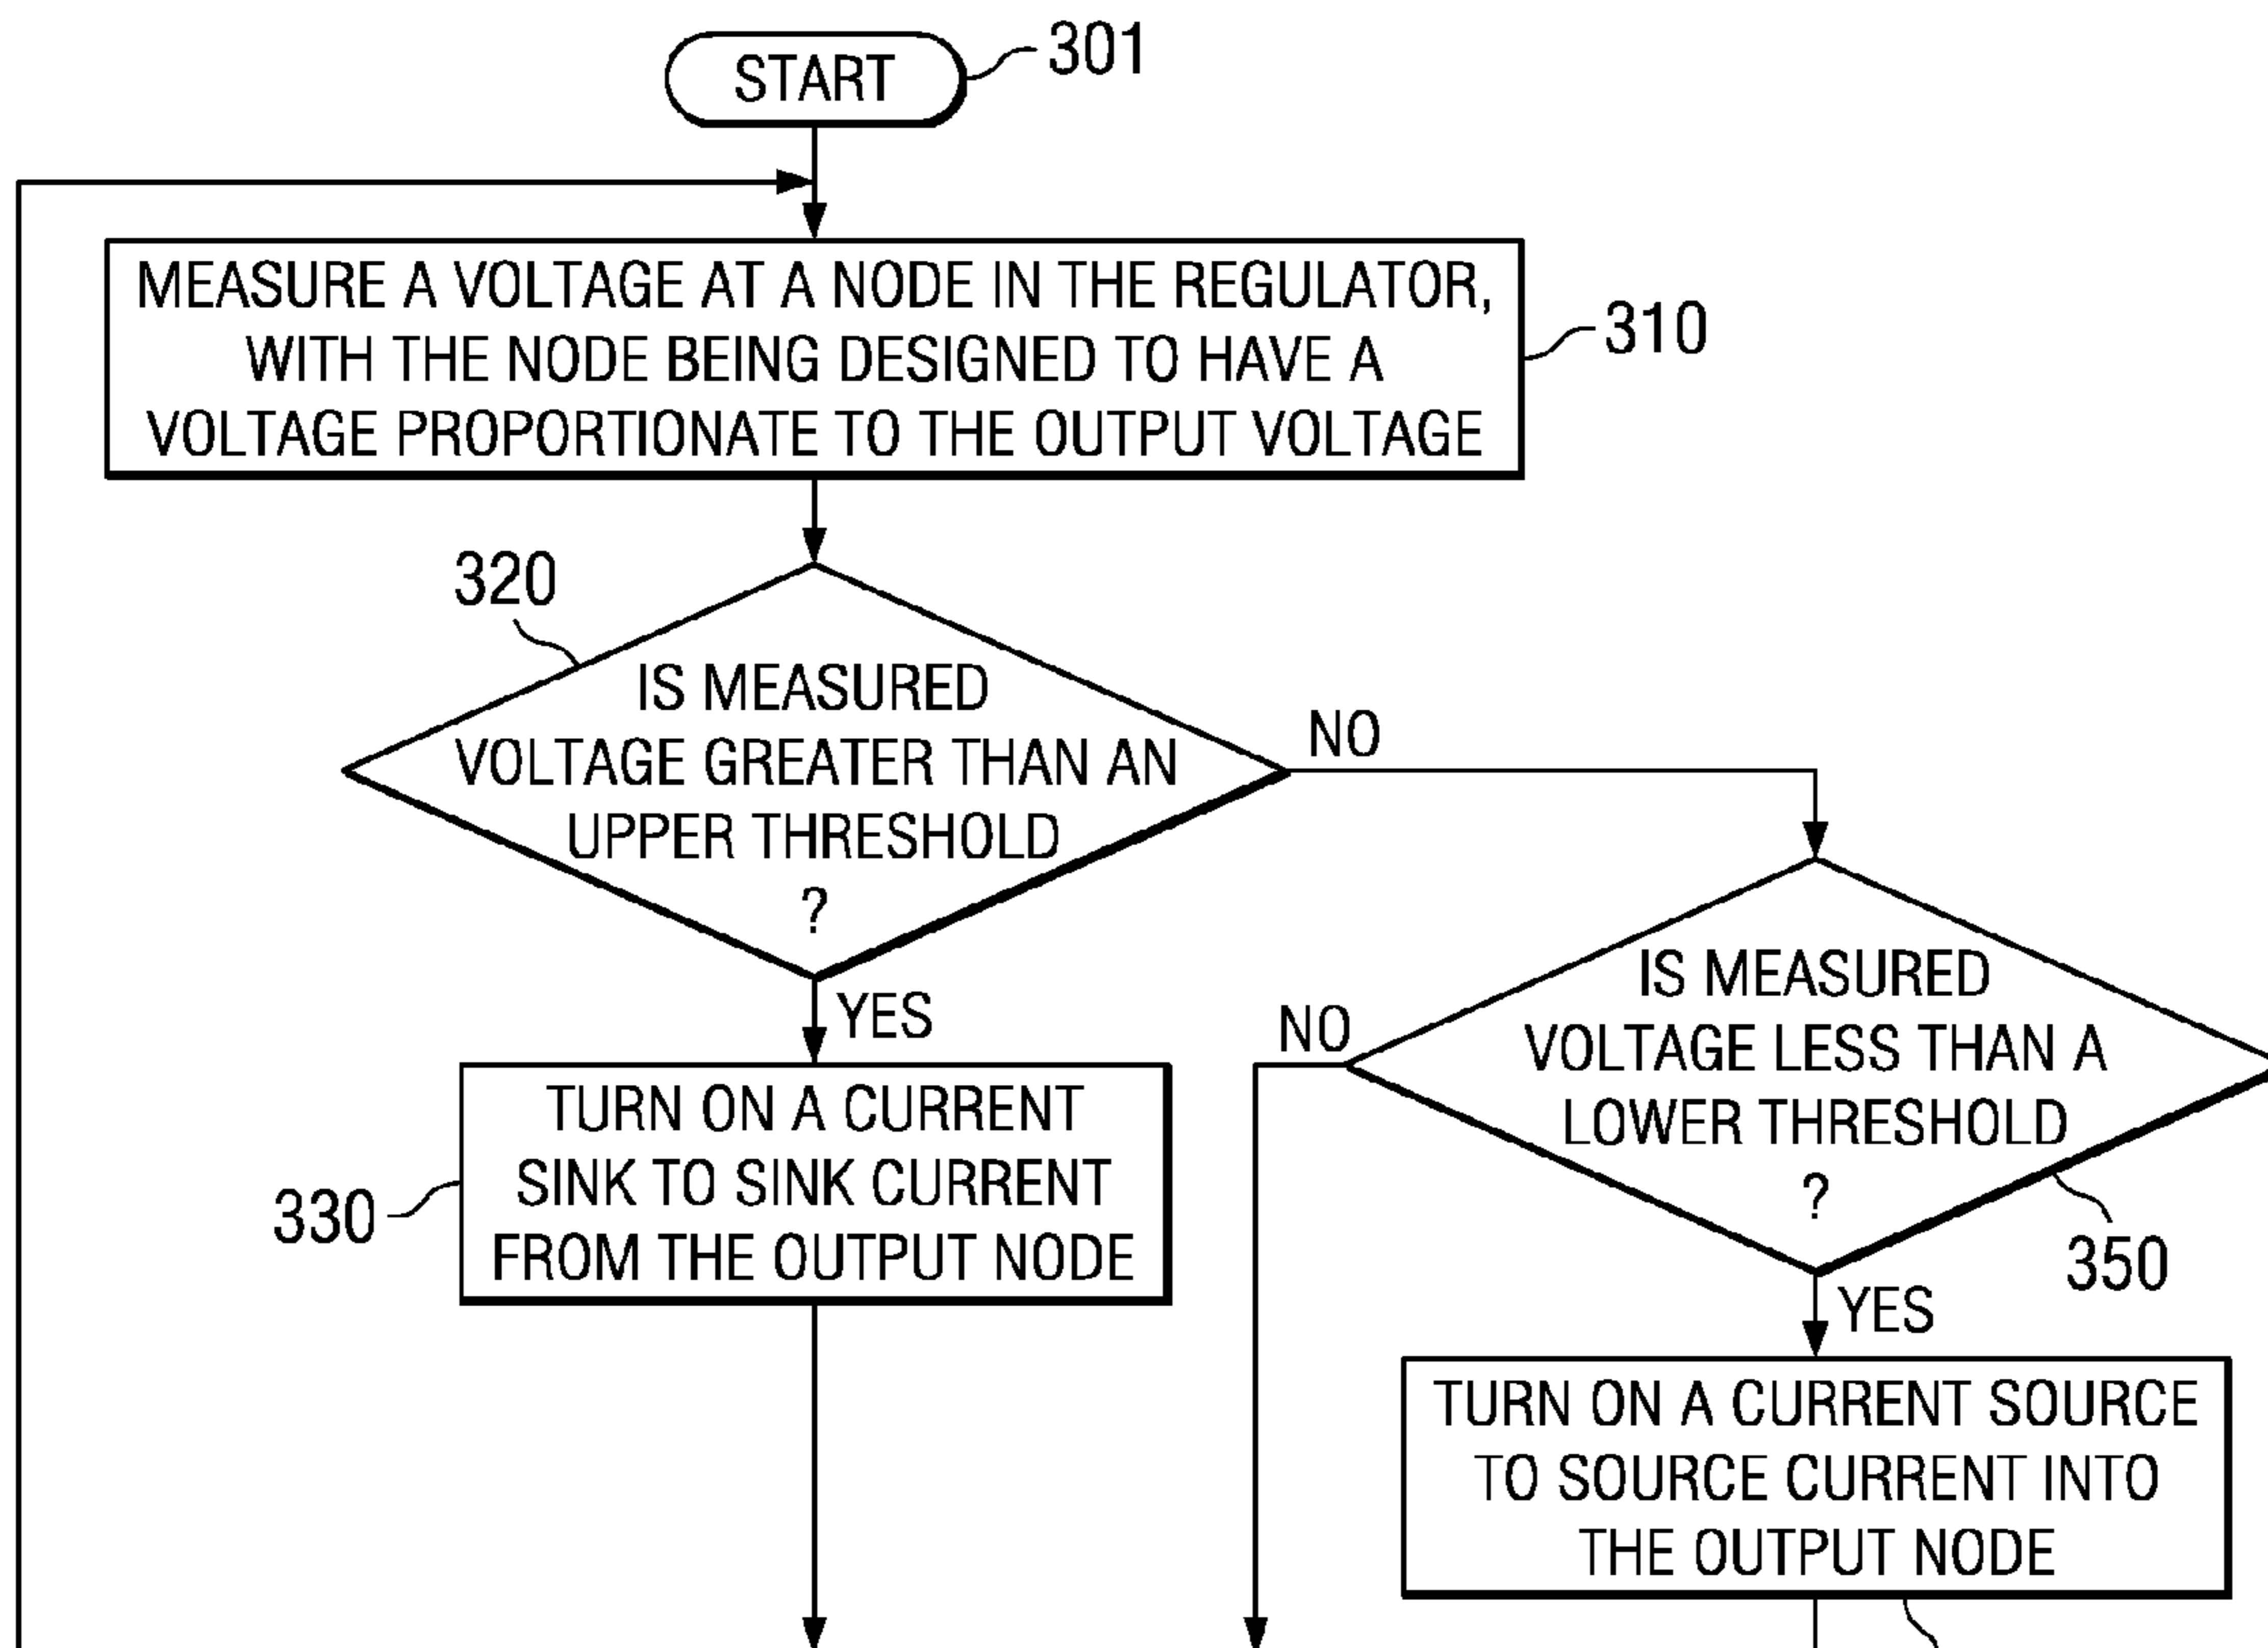 START
301
MEASURE A VOLTAGE AT A NODE IN THE REGULATOR,
WITH THE NODE BEING DESIGNED TO HAVE A
VOLTAGE PROPORTIONATE TO THE OUTPUT VOLTAGE
310
320
IS MEASURED
VOLTAGE GREATER THAN AN
UPPER THRESHOLD
?
NO
YES
TURN ON A CURRENT
SINK TO SINK CURRENT
FROM THE OUTPUT NODE
330
IS MEASURED
VOLTAGE LESS THAN A
LOWER THRESHOLD
?
350
NO
YES
TURN ON A CURRENT SOURCE
TO SOURCE CURRENT INTO
THE OUTPUT NODE